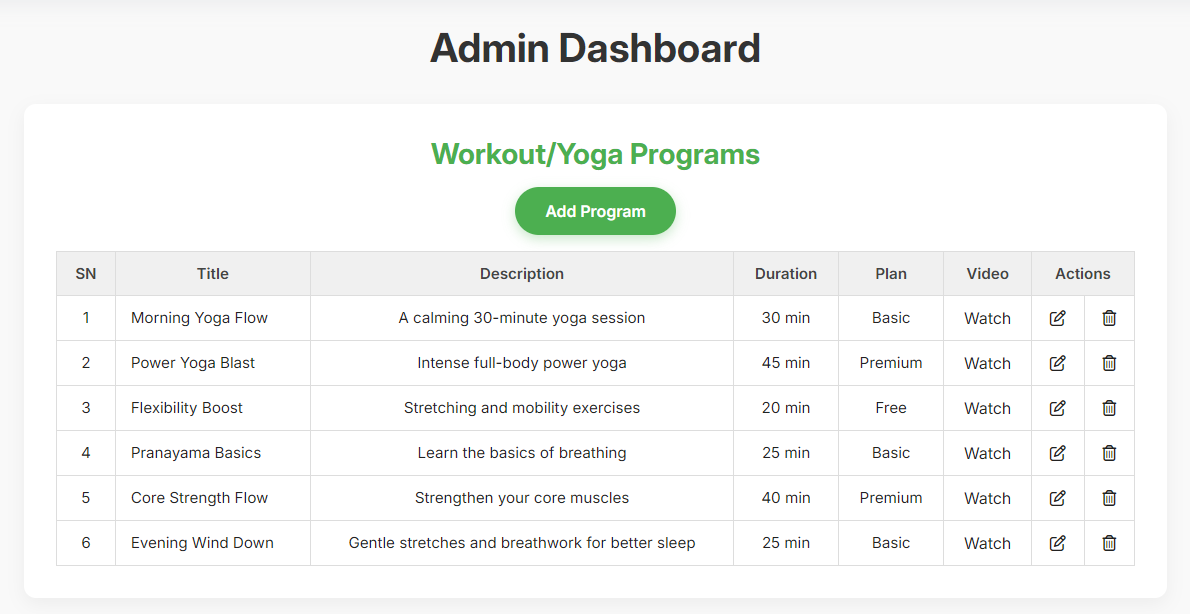 Admin Dashboard
Workout/Yoga Programs
Add Program
SN Title Description Duration Plan Video Actions
1 Morning Yoga Flow A calming 30-minute yoga session 30 min Basic Watch
2 Power Yoga Blast Intense full-body power yoga 45 min Premium Watch
3 Flexibility Boost Stretching and mobility exercises 20 min Free Watch
4 Pranayama Basics Learn the basics of breathing 25 min Basic Watch
5 Core Strength Flow Strengthen your core muscles 40 min Premium Watch
6 Evening Wind Down Gentle stretches and breathwork for better sleep 25 min Basic Watch